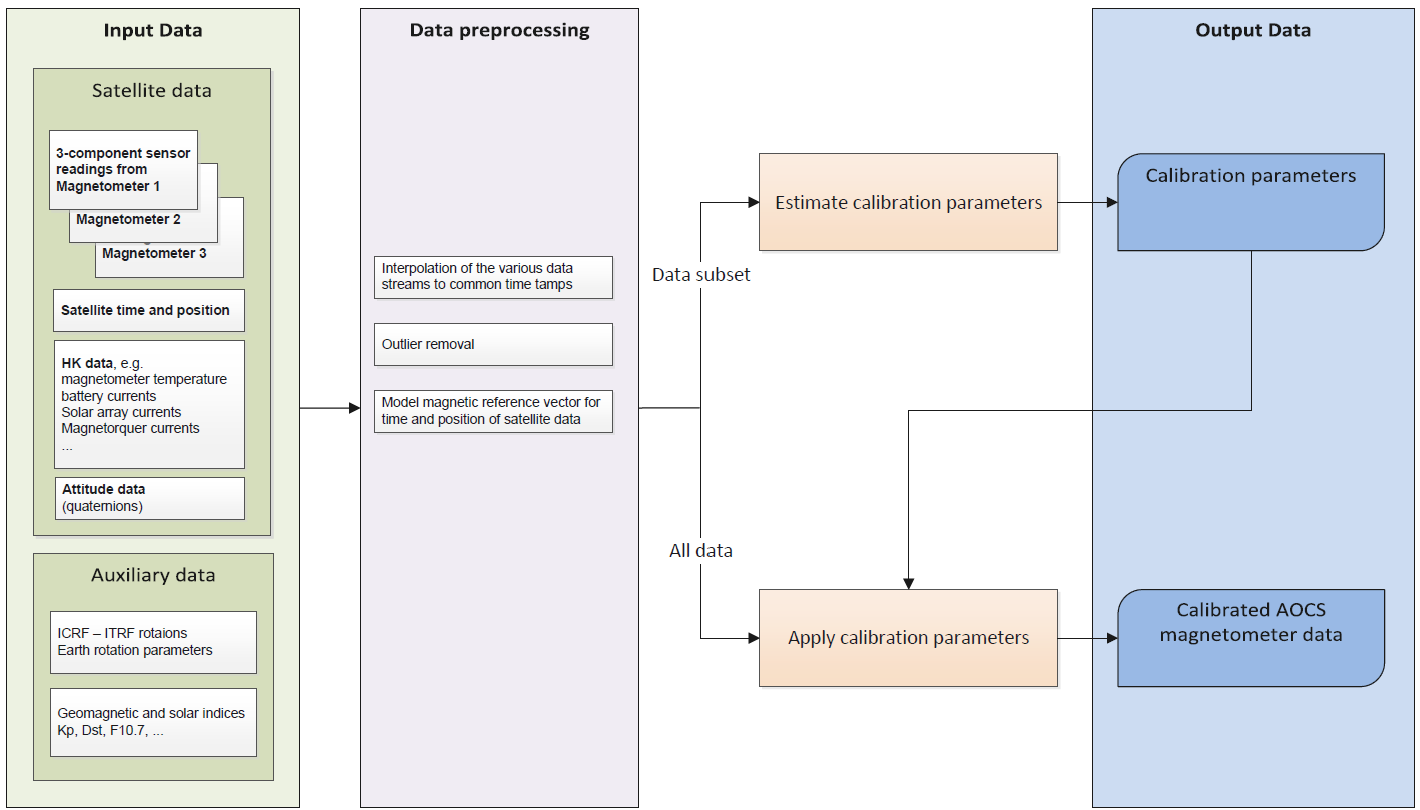 Input Data
Satellite data
3-component sensor
readings from
Magnetometer 1
Magnetometer 2
Magnetometer 3
Satellite time and position
HK data, e.g.
magnetometer temperature
battery currents
Solar array currents
Magnetorquer currents
...
Attitude data
(quaternions)
Auxiliary data
ICRF – ITRF rotaions
Earth rotation parameters
Geomagnetic and solar indices
Kp, Dst, F10.7, ...
Data preprocessing
Interpolation of the various data
streams to common time tamps
Outlier removal
Model magnetic reference vector for
time and position of satellite data
Data subset
All data
Estimate calibration parameters
Apply calibration parameters
Output Data
Calibration parameters
Calibrated AOCS
magnetometer data